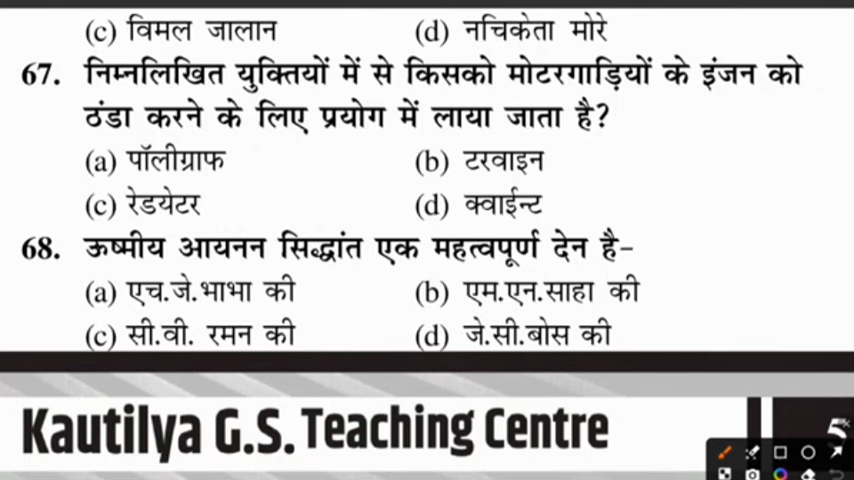 (c) विमल जालान (d) नचिकेता मोरे
67. निम्नलिखित युक्तियों में से किसको मोटरगाड़ियों के इंजन को
ठंडा करने के लिए प्रयोग में लाया जाता है?
(a) पॉलीग्राफ (b) टरवाइन
(c) रेडयेटर (d) क्वाईन्ट
68. ऊष्मीय आयनन सिद्धांत एक महत्वपूर्ण देन है-
(a) एच.जे.भाभा की (b) एम.एन.साहा की
(c) सी.वी. रमन की (d) जे.सी.बोस की
Kautilya G.S. Teaching Centre